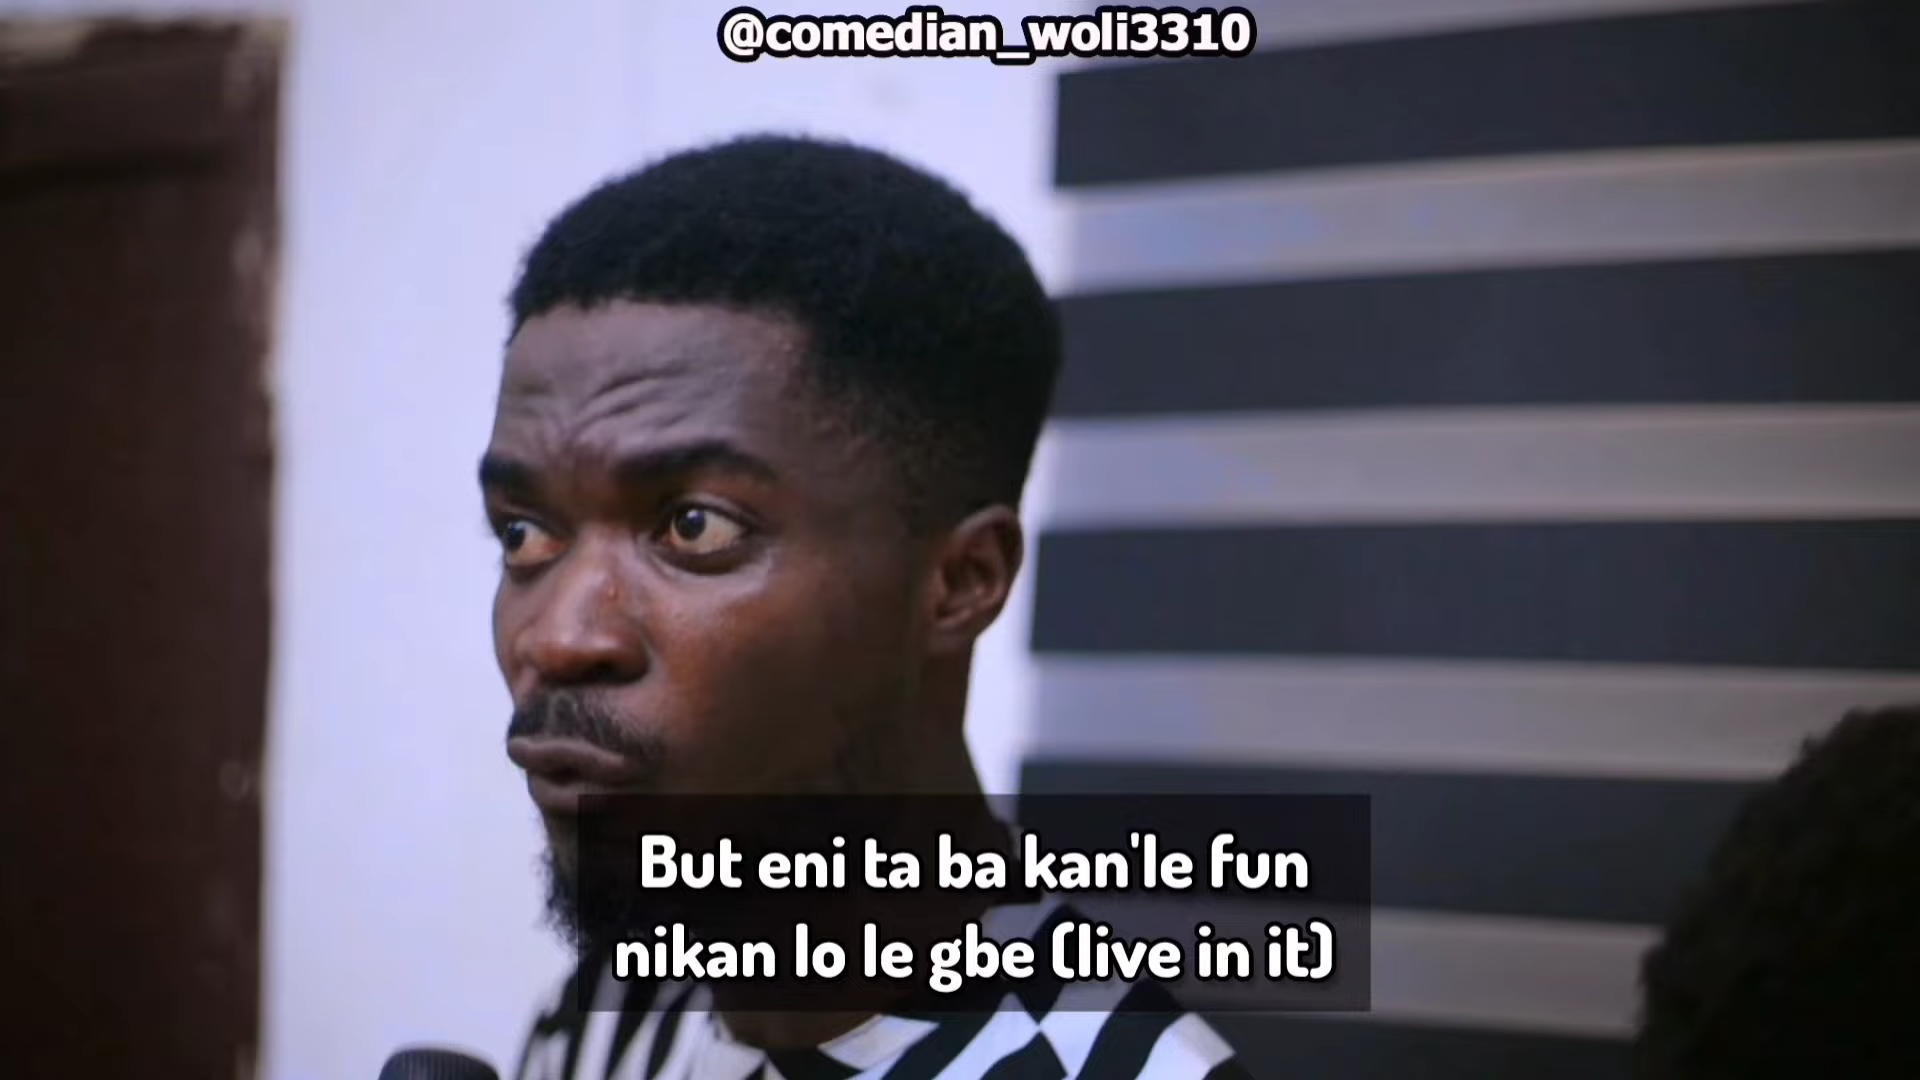 @comedian_woli3310
But eni ta ba kan'le fun
nikan lo le gbe (live in it)